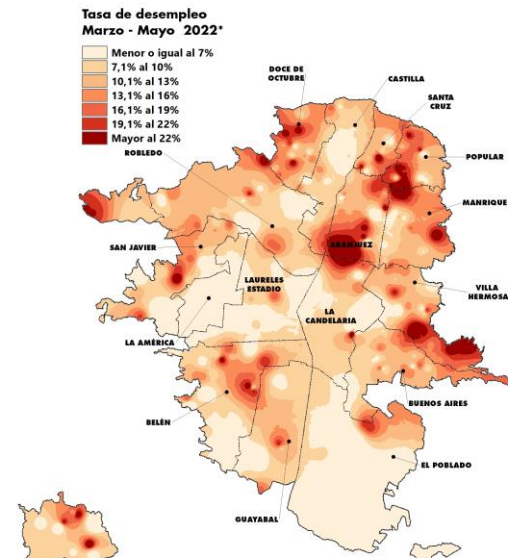 Tasa de desempleo
Marzo - Mayo 2022*
Menor o igual al 7%
7,1% al 10%
10,1% al 13%
13,1% al 16%
16,1% al 19%
19,1% al 22%
Mayor al 22%
DOCE DE
OCTUBRE
CASTILLA
SANTA
CRUZ
ROBLEDO
POPULAR
MANRIQUE
SAN JAVIER
ARANJUEZ
LAURELES
ESTADIO
VILLA
HERMOSA
LA
CANDELARIA
LA AMÉRICA
BUENOS AIRES
BELÉN
EL POBLADO
GUAYABAL